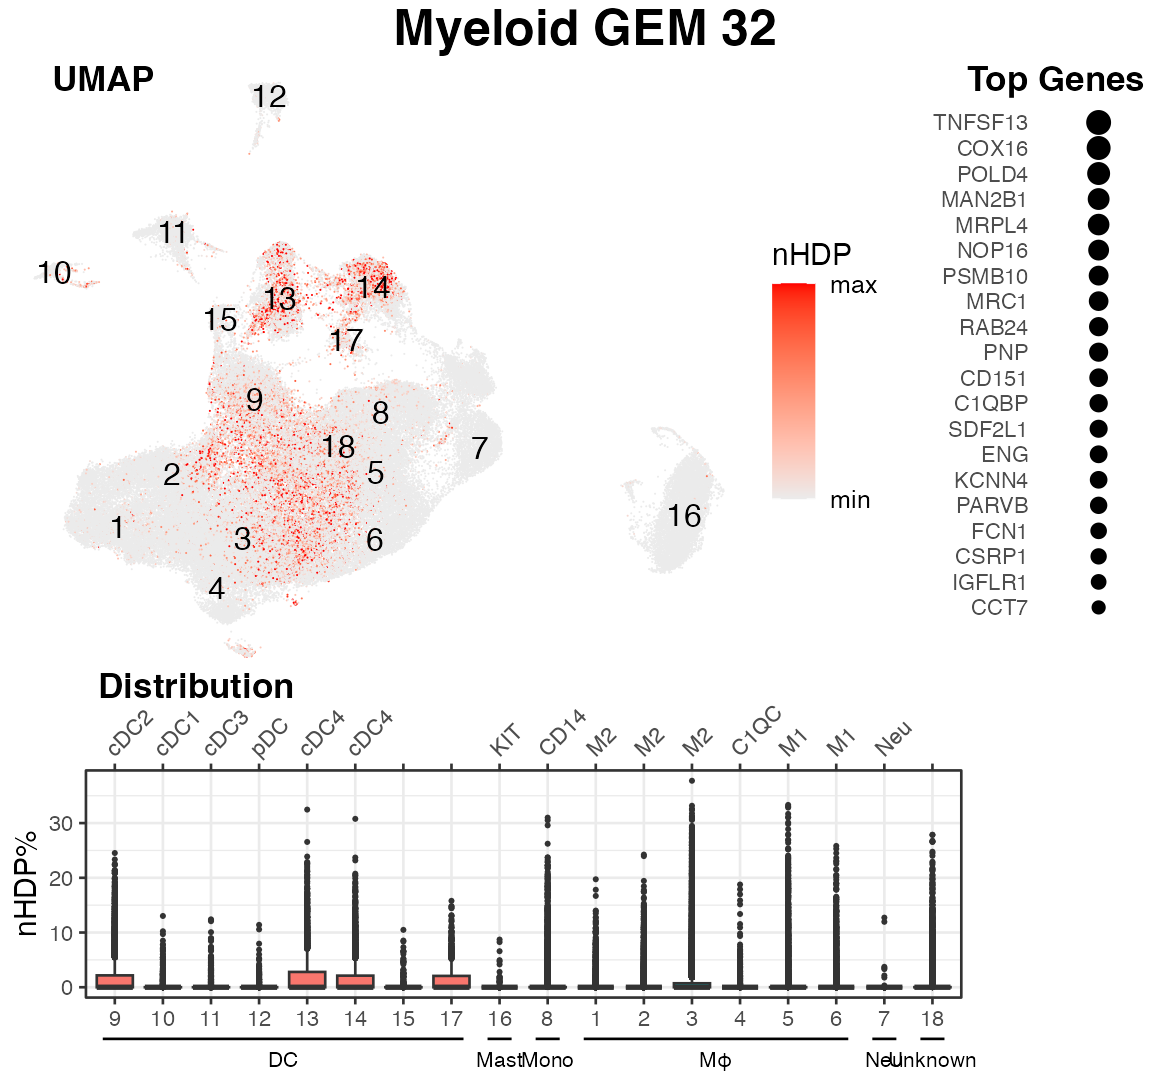 Myeloid GEM 32
UMAP
Top Genes
12
11
10
13
14
15
17
9
8
18
7
2
5
1
3
6
4
16
nHDP
max
min
TNFSF13
COX16
POLD4
MAN2B1
MRPL4
NOP16
PSMB10
MRC1
RAB24
PNP
CD151
C1QBP
SDF2L1
ENG
KCNN4
PARVB
FCN1
CSRP1
IGFLR1
CCT7
Distribution
cDC2 cDC1 cDC3 pDC cDC4 cDC4 KIT CD14 M2 M2 M2 C1QC M1 M1 Neu
nHDP%
30
20
10
0
9 10 11 12 13 14 15 17 16 8 1 2 3 4 5 6 7 18
DC Mast Mono Mφ Neu Unknown